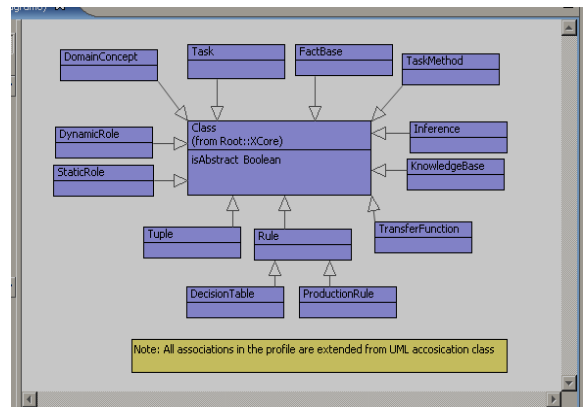 DomainConcept
Task
FactBase
TaskMethod
DynamicRole
Class
(from Root::XCore)
isAbstract Boolean
Inference
StaticRole
KnowledgeBase
Tuple
Rule
TransferFunction
DecisionTable
ProductionRule
Note: All associations in the profile are extended from UML accosication class